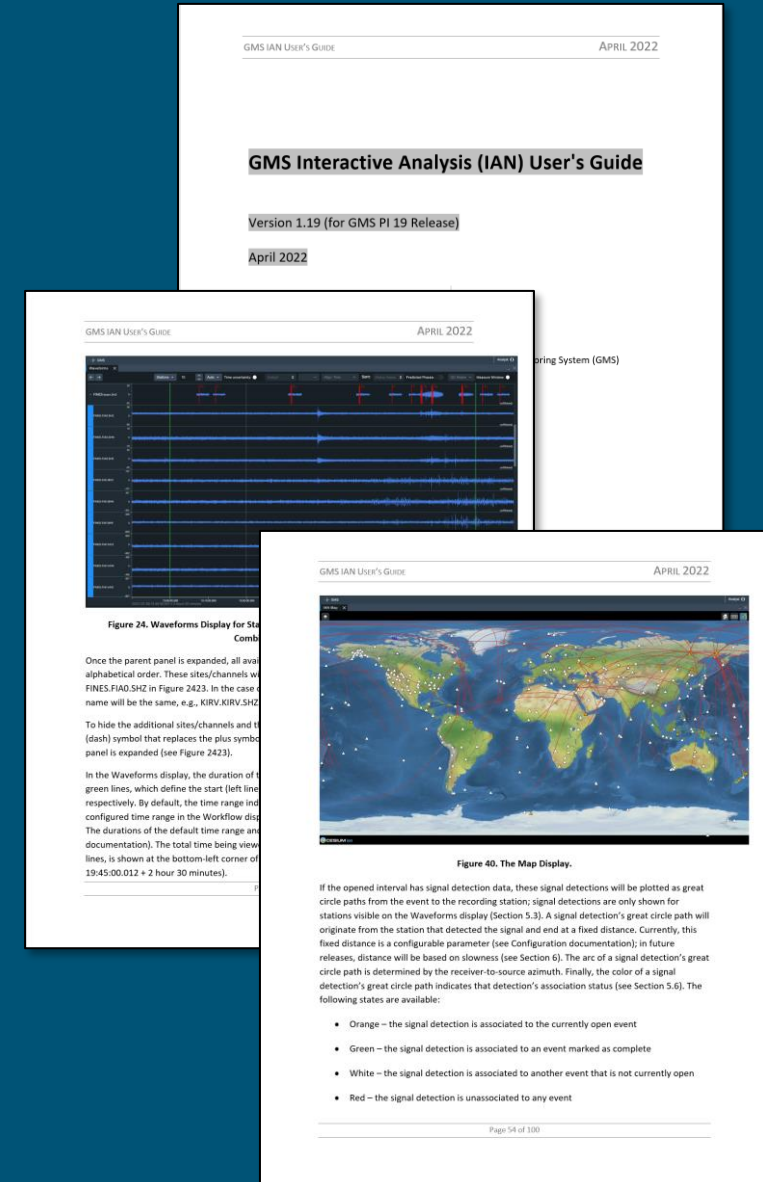 GMS IAN USER'S GUIDE APRIL 2022
GMS Interactive Analysis (IAN) User's Guide
Version 1.19 (for GMS PI 19 Release)
April 2022
oring System (GMS)
GMS IAN USER'S GUIDE APRIL 2022
Figure 24. Waveforms Display for Sta
Combi
Once the parent panel is expanded, all avai
alphabetical order. These sites/channels wi
FINES.FIA0.SHZ in Figure 2423. In the case o
name will be the same, e.g., KIRV.KIRV.SHZ
To hide the additional sites/channels and th
(dash) symbol that replaces the plus symbo
panel is expanded (see Figure 2423).
In the Waveforms display, the duration of t
green lines, which define the start (left line
respectively. By default, the time range ind
configured time range in the Workflow disp
The durations of the default time range and
documentation). The total time being viewe
lines, is shown at the bottom-left corner of
19:45:00.012 + 2 hour 30 minutes).
P
GMS IAN USER'S GUIDE APRIL 2022
Figure 40. The Map Display.
If the opened interval has signal detection data, these signal detections will be plotted as great
circle paths from the event to the recording station; signal detections are only shown for
stations visible on the Waveforms display (Section 5.3). A signal detection's great circle path will
originate from the station that detected the signal and end at a fixed distance. Currently, this
fixed distance is a configurable parameter (see Configuration documentation); in future
releases, distance will be based on slowness (see Section 6). The arc of a signal detection's great
circle path is determined by the receiver-to-source azimuth. Finally, the color of a signal
detection's great circle path indicates that detection's association status (see Section 5.6). The
following states are available:
• Orange – the signal detection is associated to the currently open event
• Green – the signal detection is associated to an event marked as complete
• White – the signal detection is associated to another event that is not currently open
• Red – the signal detection is unassociated to any event
Page 54 of 100